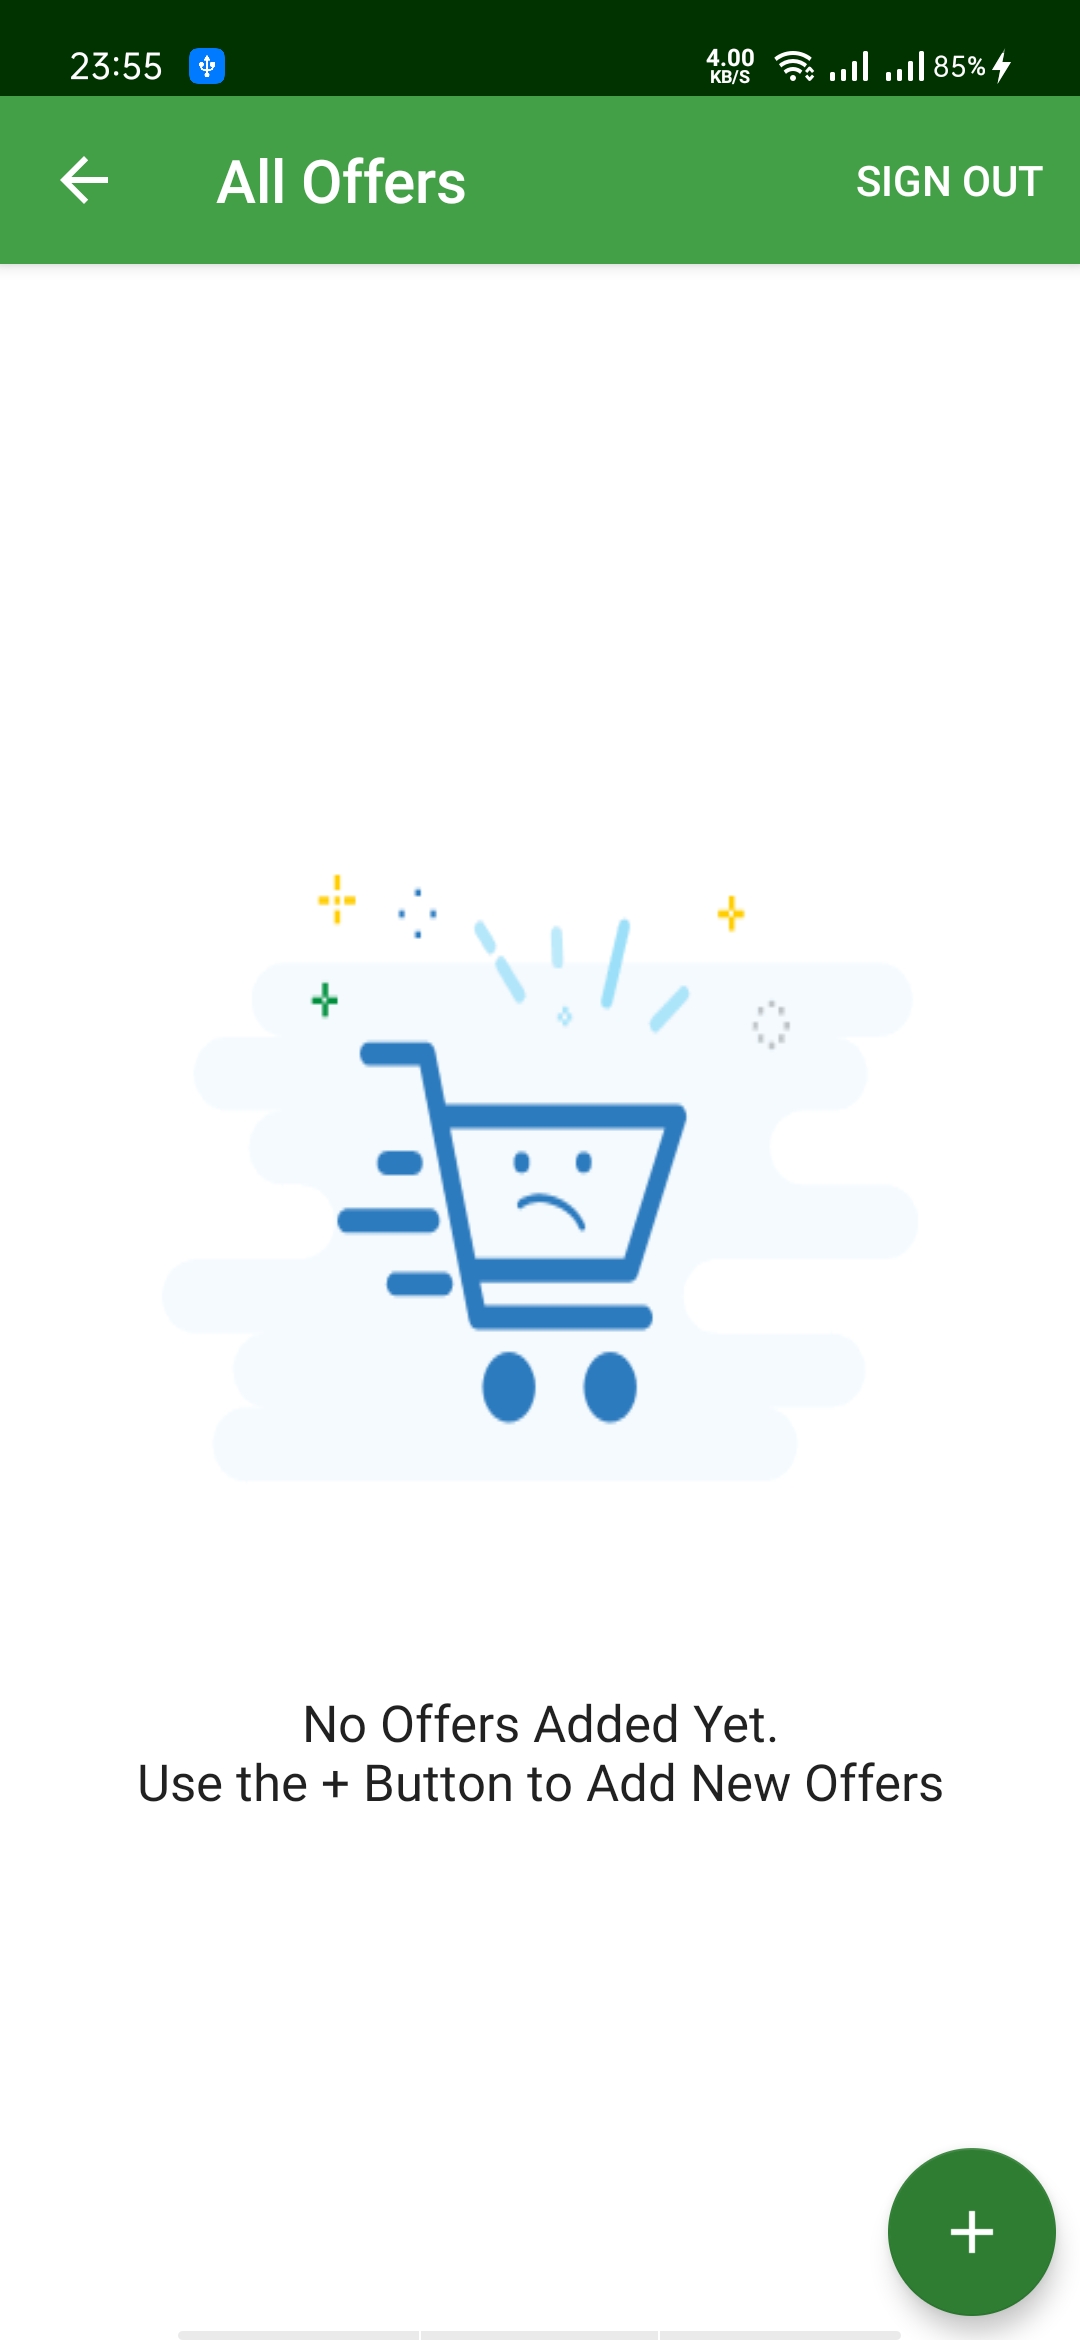 23:55
4.00
KB/S
85%
All Offers
SIGN OUT
No Offers Added Yet.
Use the + Button to Add New Offers
+